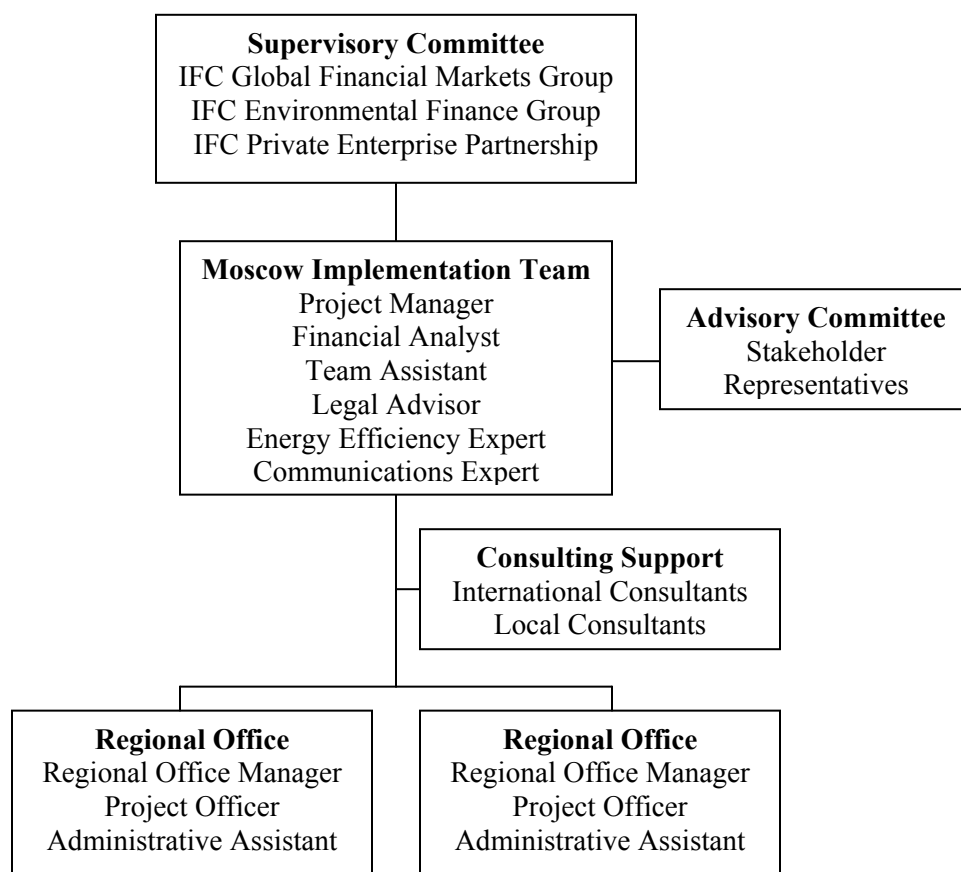 Supervisory Committee
IFC Global Financial Markets Group
IFC Environmental Finance Group
IFC Private Enterprise Partnership
Moscow Implementation Team
Project Manager
Financial Analyst
Team Assistant
Legal Advisor
Energy Efficiency Expert
Communications Expert
Advisory Committee
Stakeholder
Representatives
Consulting Support
International Consultants
Local Consultants
Regional Office
Regional Office Manager
Project Officer
Administrative Assistant
Regional Office
Regional Office Manager
Project Officer
Administrative Assistant